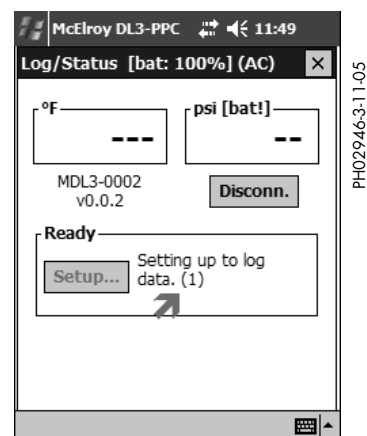 McElroy DL3-PPC 11:49
Log/Status [bat: 100%] (AC)
°F
psi [bat!]
---
--
MDL3-0002
v0.0.2
Disconn.
Ready
Setup...
Setting up to log
data. (1)
PH02946-3-11-05